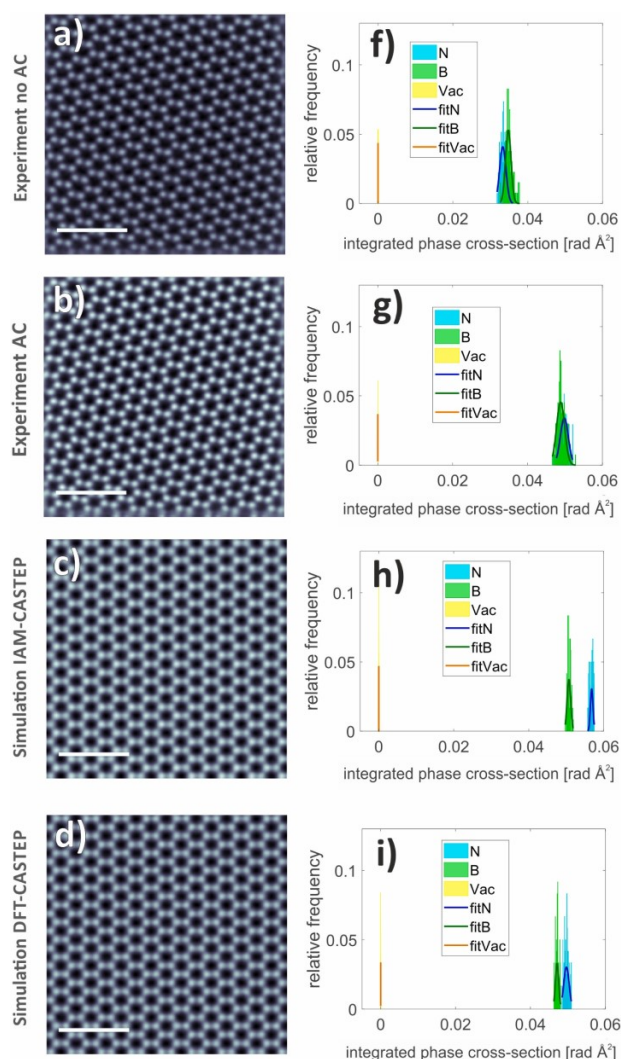 Experiment no AC
a)
f)
relative frequency
0.1
0.05
0
N
B
Vac
fitN
fitB
fitVac
0 0.02 0.04 0.06
integrated phase cross-section [rad Å²]
Experiment AC
b)
g)
relative frequency
0.1
0.05
0
N
B
Vac
fitN
fitB
fitVac
0 0.02 0.04 0.06
integrated phase cross-section [rad Å²]
Simulation IAM-CASTEP
c)
h)
relative frequency
0.1
0.05
0
N
B
Vac
fitN
fitB
fitVac
0 0.02 0.04 0.06
integrated phase cross-section [rad Å²]
Simulation DFT-CASTEP
d)
i)
relative frequency
0.1
0.05
0
N
B
Vac
fitN
fitB
fitVac
0 0.02 0.04 0.06
integrated phase cross-section [rad Å²]